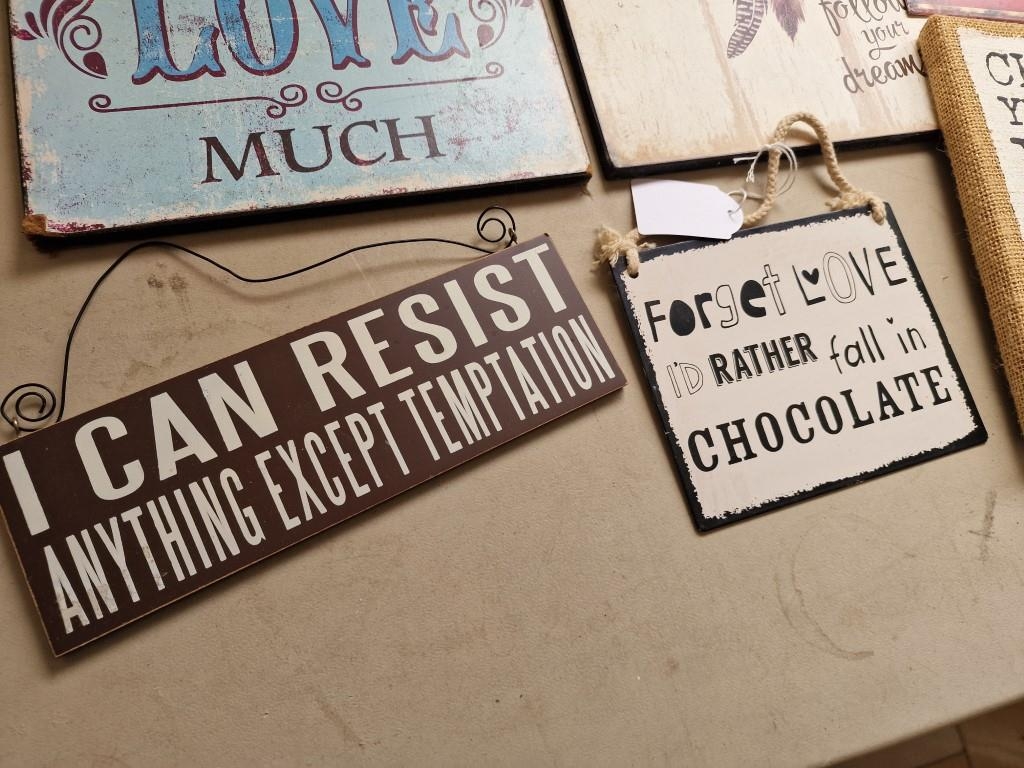 LOVE
MUCH
follow
your
dream
I CAN RESIST
ANYTHING EXCEPT TEMPTATION
Forget LOVE
I'D RATHER fall in
CHOCOLATE